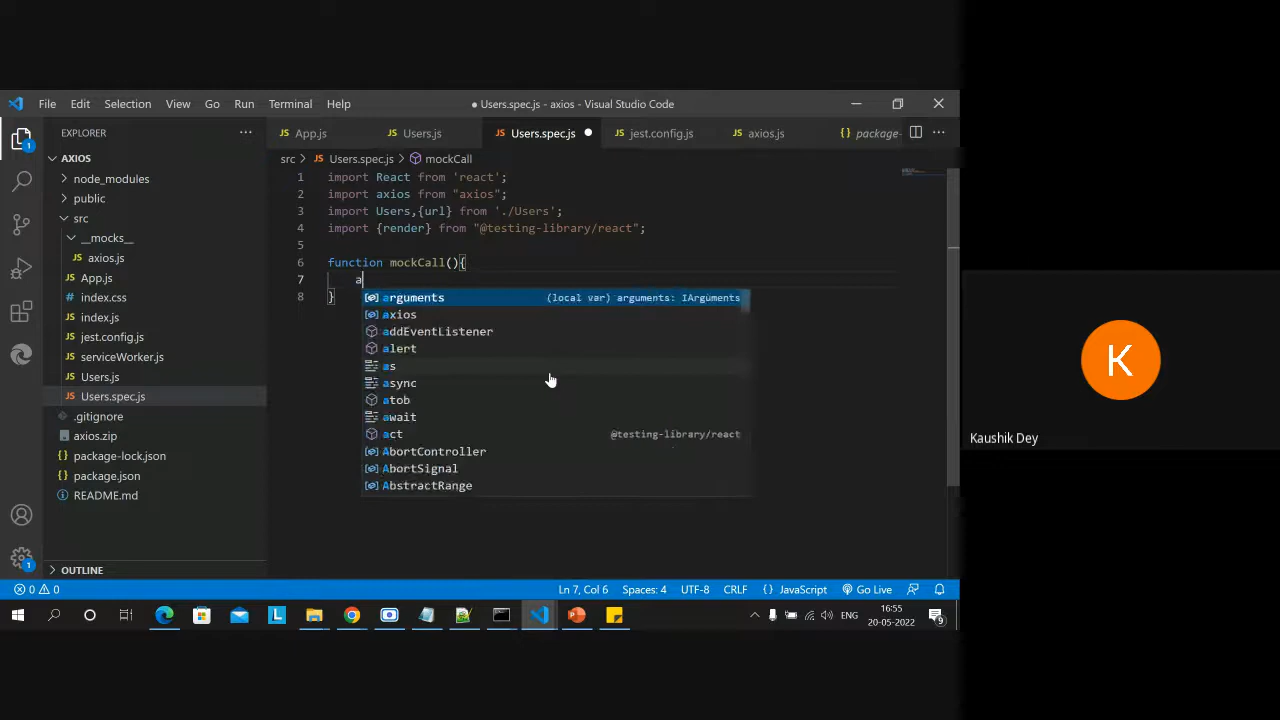 File Edit Selection View Go Run Terminal Help
● Users.spec.js - axios - Visual Studio Code
EXPLORER
AXIOS
node_modules
public
src
__mocks__
JS axios.js
JS App.js
index.css
JS index.js
JS jest.config.js
JS serviceWorker.js
JS Users.js
JS Users.spec.js
.gitignore
axios.zip
{} package-lock.json
{} package.json
README.md
OUTLINE
JS App.js JS Users.js JS Users.spec.js ● JS jest.config.js JS axios.js {} package-
src > JS Users.spec.js > mockCall
1 import React from 'react';
2 import axios from "axios";
3 import Users,{url} from './Users';
4 import {render} from "@testing-library/react";
5
6 function mockCall(){
7 a
8 }
arguments (local var) arguments: IArguments
axios
addEventListener
alert
as
async
atob
await
act @testing-library/react
AbortController
AbortSignal
AbstractRange
1
1
0 0
Ln 7, Col 6 Spaces: 4 UTF-8 CRLF {} JavaScript Go Live
L ENG 16:55
20-05-2022 9
K
Kaushik Dey